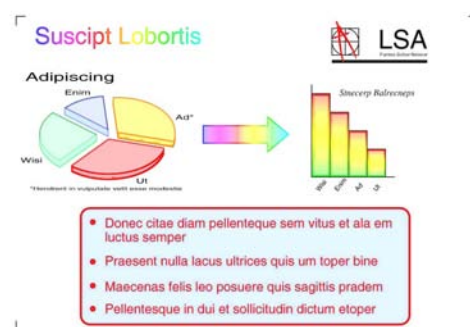 Suscipt Lobortis
LSA
Adipiscing
Enim
Ad*
Wisi
Ut
*Hendrerit in vulputate velit esse modeste
Sinecerp Balrecneps
Wisi
Enim
Ad
Ut
• Donec citae diam pellenteque sem vitus et ala em
luctus semper
• Praesent nulla lacus ultrices quis um toper bine
• Maecenas felis leo posuere quis sagittis pradem
• Pellentesque in dui et sollicitudin dictum etoper